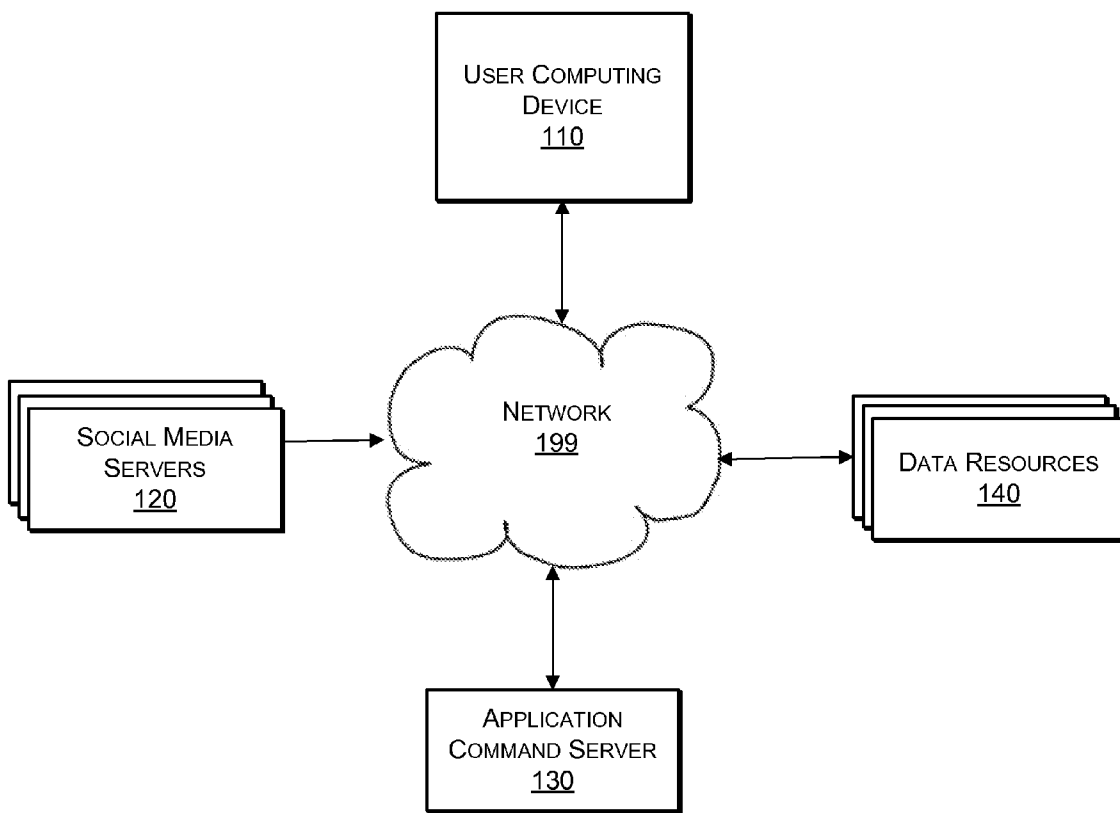 USER COMPUTING
DEVICE
110
NETWORK
199
SOCIAL MEDIA
SERVERS
120
DATA RESOURCES
140
APPLICATION
COMMAND SERVER
130